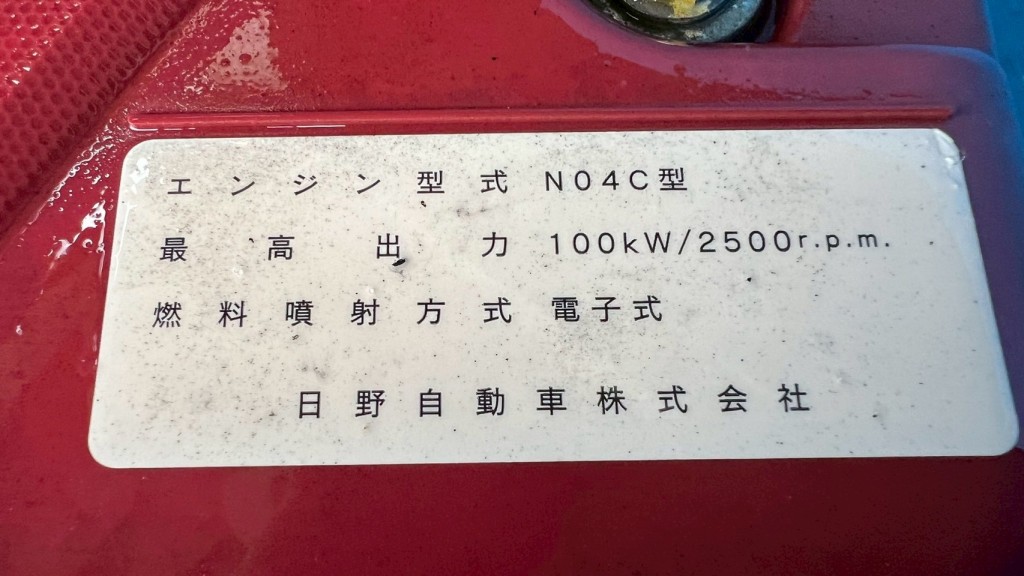 エンジン型式 N04C型
最高出力 100kW/2500r.p.m.
燃料噴射方式 電子式
日野自動車株式会社